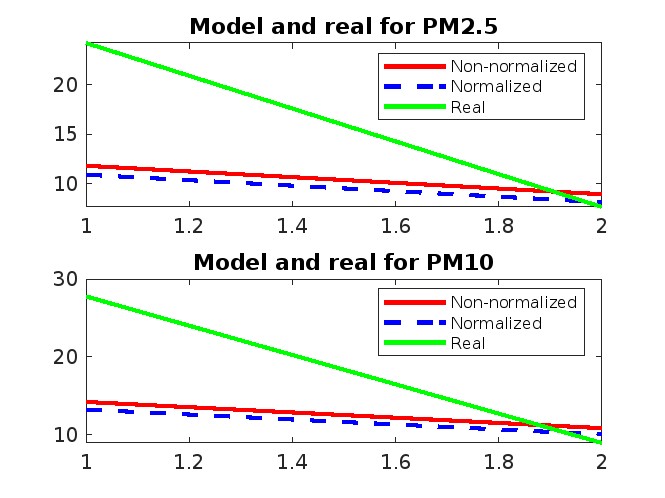 Model and real for PM2.5
Non-normalized
Normalized
Real
20
15
10
1
1.2
1.4
1.6
1.8
2
Model and real for PM10
Non-normalized
Normalized
Real
30
20
10
1
1.2
1.4
1.6
1.8
2